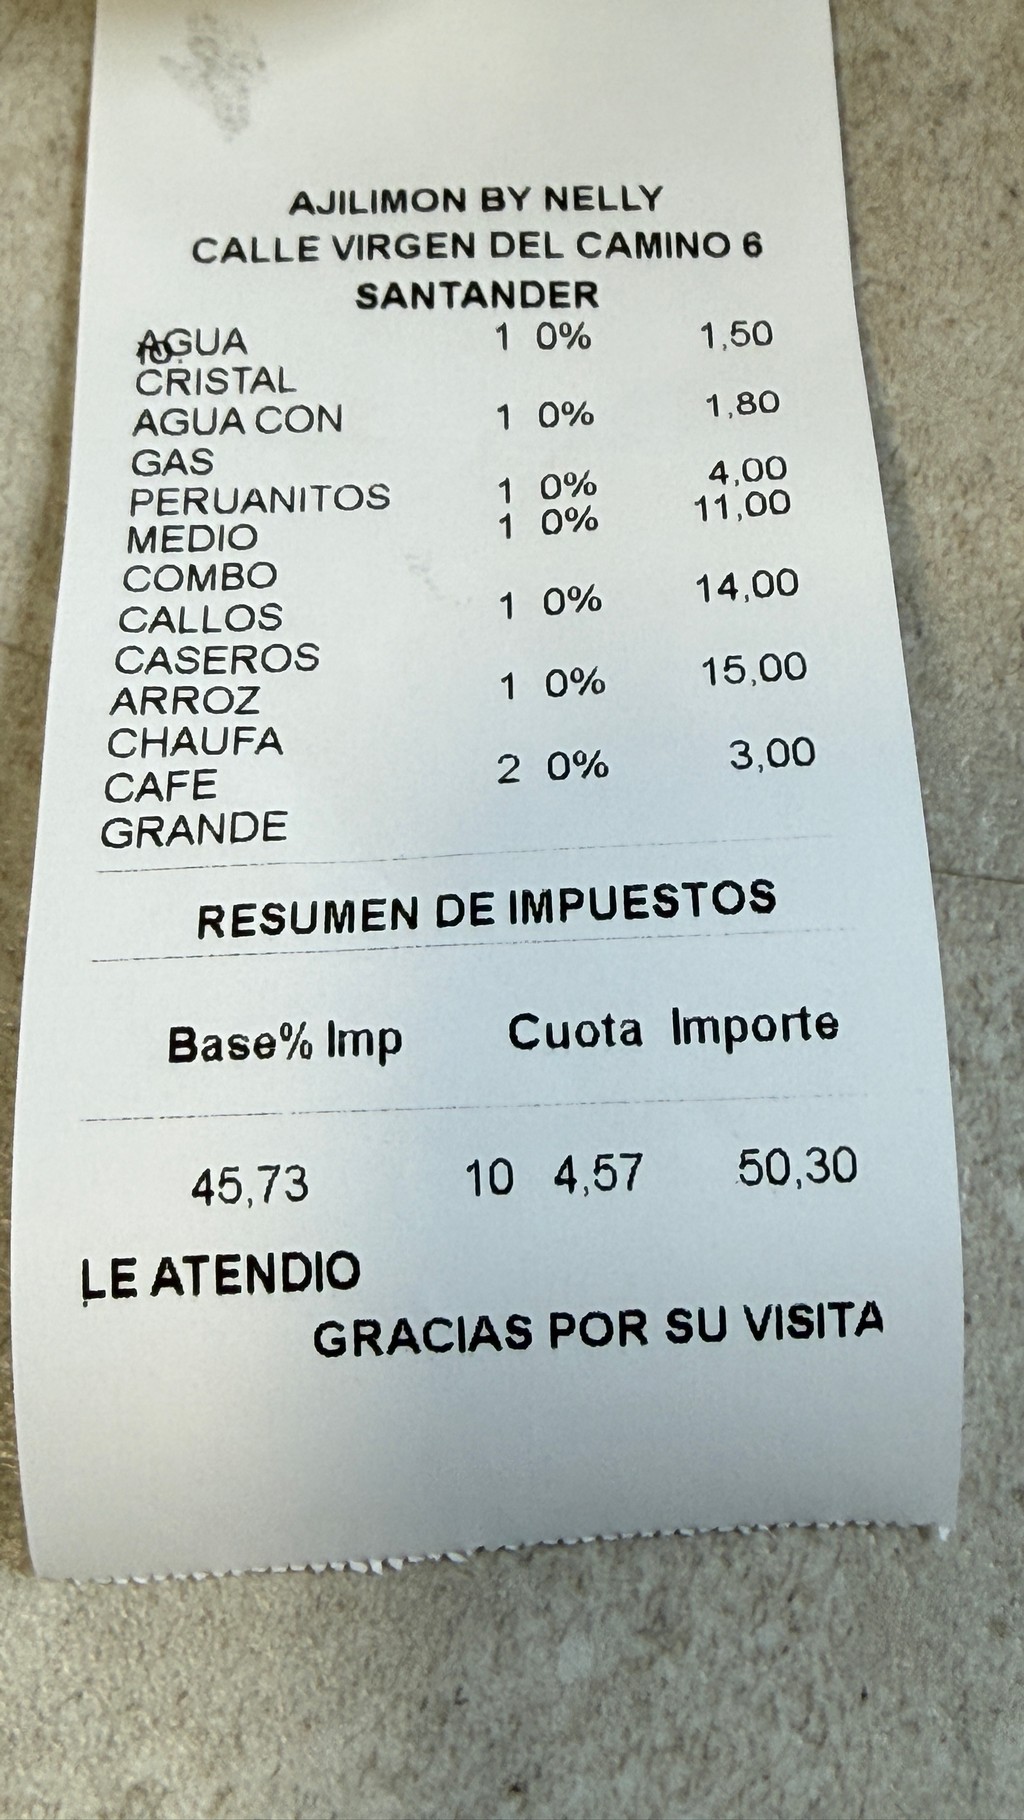 AJILIMON BY NELLY
CALLE VIRGEN DEL CAMINO 6
SANTANDER
AGUA 1 0% 1,50
CRISTAL
AGUA CON 1 0% 1,80
GAS
PERUANITOS 1 0% 4,00
MEDIO 1 0% 11,00
COMBO
CALLOS 1 0% 14,00
CASEROS
ARROZ 1 0% 15,00
CHAUFA
CAFE 2 0% 3,00
GRANDE
RESUMEN DE IMPUESTOS
Base% Imp Cuota Importe
45,73 10 4,57 50,30
LE ATENDIO
GRACIAS POR SU VISITA